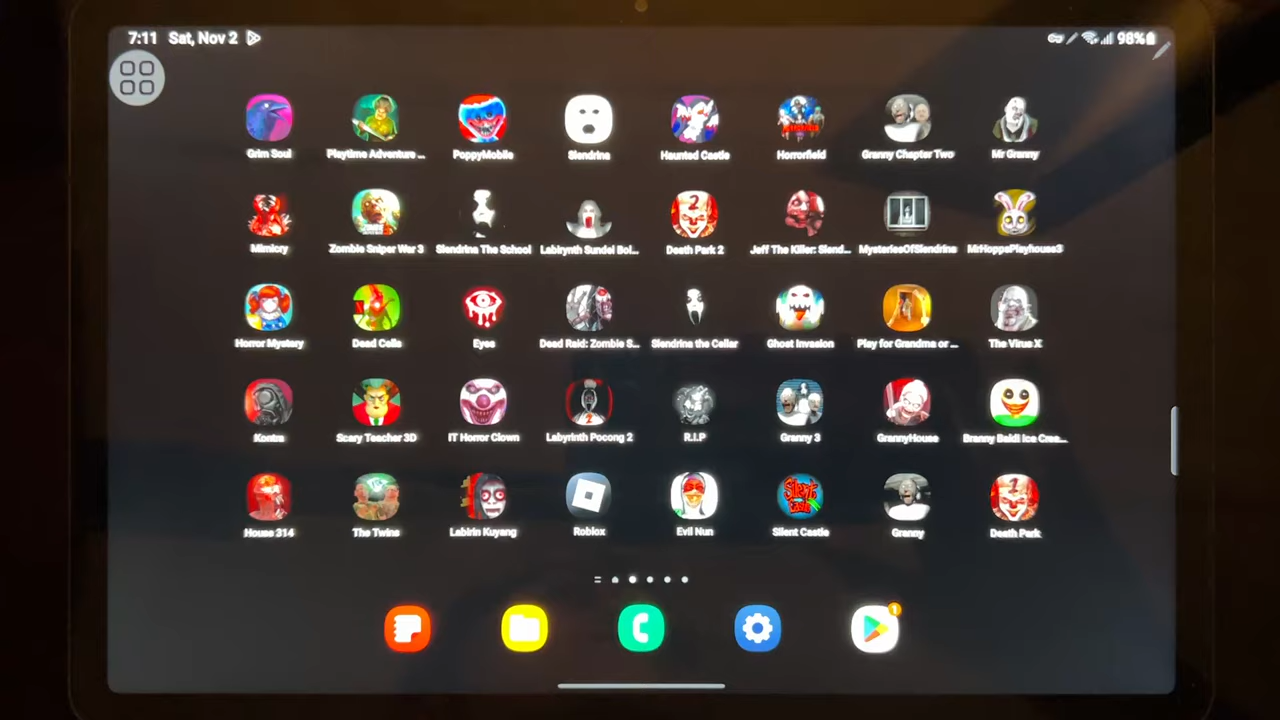 7:11 Sat, Nov 2 98%
Grim Soul Playtime Adventure ... PoppyMobile Slendrina Haunted Castle Horrorfield Granny Chapter Two Mr Granny
Mimicry Zombie Sniper War 3 Slendrina The School Labirynth Sundel Bol... Death Park 2 Jeff The Killer: Slend... MysteriesOfSlendrina MrHoppsPlayhouse3
Horror Mystery Dead Cells Eyes Dead Raid: Zombie S... Slendrina the Cellar Ghost Invasion Play for Grandma or ... The Virus X
Kontra Scary Teacher 3D IT Horror Clown Labyrinth Pocong 2 R.I.P Granny 3 GrannyHouse Branny Baldi Ice Crea...
House 314 The Twins Labirin Kuyang Roblox Evil Nun Silent Castle Granny Death Park
1